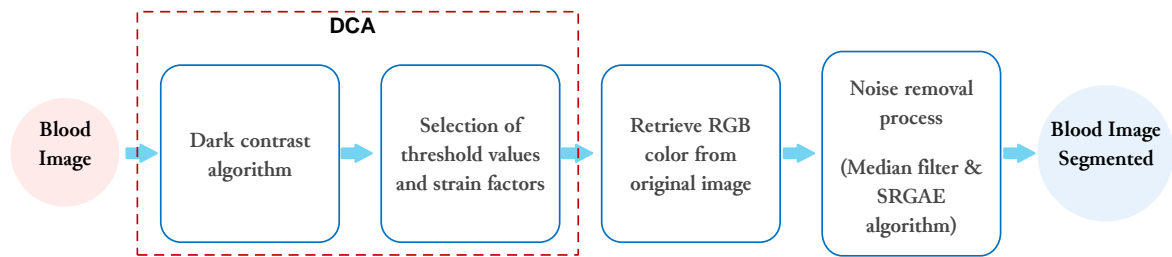 DCA
Blood
Image
Dark contrast
algorithm
Selection of
threshold values
and strain factors
Retrieve RGB
color from
original image
Noise removal
process
(Median filter &
SRGAE
algorithm)
Blood Image
Segmented